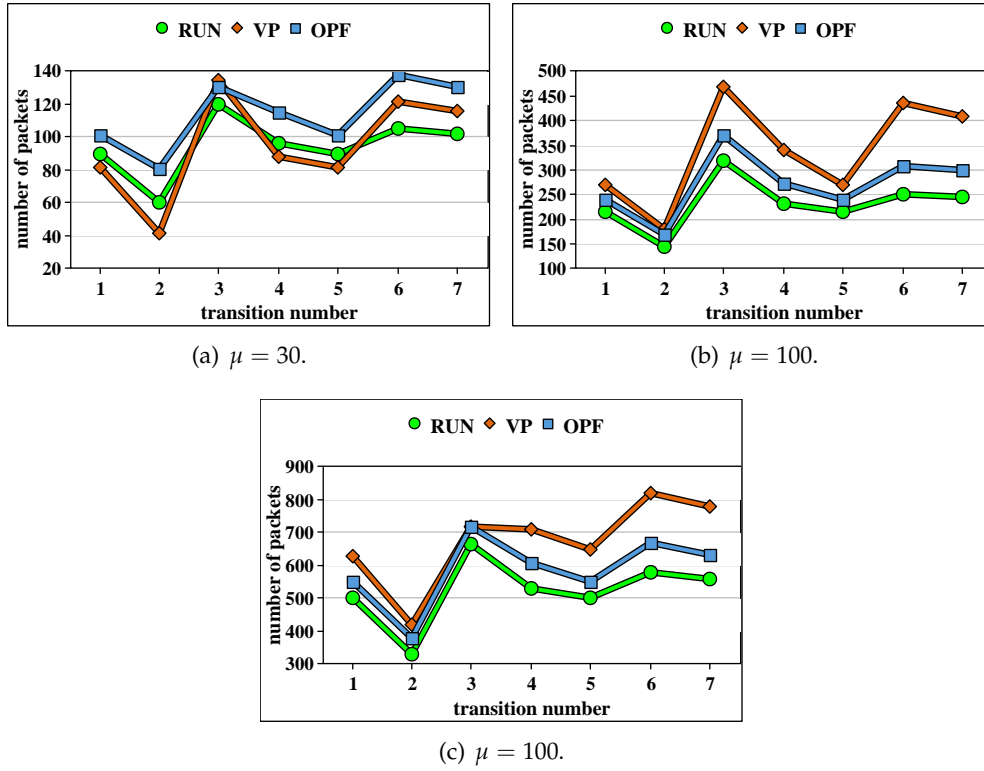 RUN VP OPF
number of packets
140
120
100
80
60
40
20
1 2 3 4 5 6 7
transition number
(a) μ = 30.
RUN VP OPF
number of packets
500
450
400
350
300
250
200
150
100
1 2 3 4 5 6 7
transition number
(b) μ = 100.
RUN VP OPF
number of packets
900
800
700
600
500
400
300
1 2 3 4 5 6 7
transition number
(c) μ = 100.